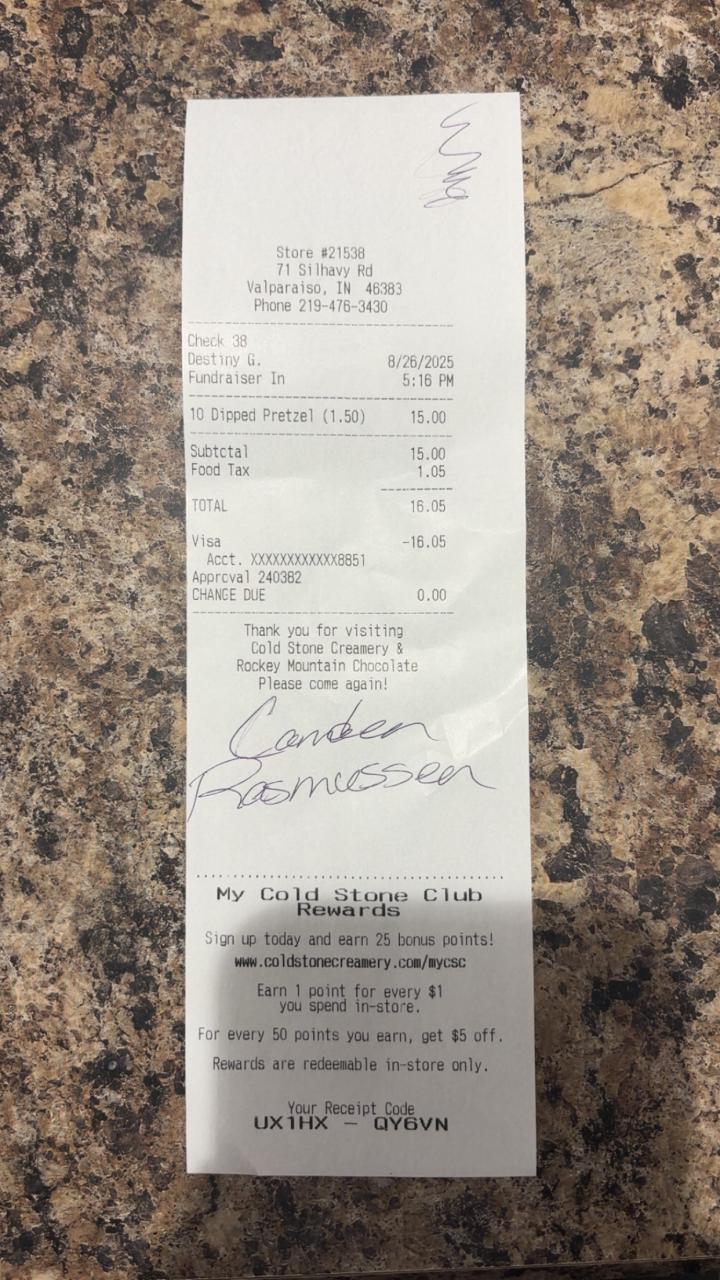 Store #21538
71 Silhavy Rd
Valparaiso, IN 46383
Phone 219-476-3430
Check 38
Destiny G. 8/26/2025
Fundraiser In 5:16 PM
10 Dipped Pretzel (1.50) 15.00
Subtotal 15.00
Food Tax 1.05
TOTAL 16.05
Visa -16.05
Acct. XXXXXXXXXXXX8851
Approval 240382
CHANGE DUE 0.00
Thank you for visiting
Cold Stone Creamery &
Rockey Mountain Chocolate
Please come again!
Camden
Rasmussen
My Cold Stone Club
Rewards
Sign up today and earn 25 bonus points!
www.coldstonecreamery.com/mycsc
Earn 1 point for every $1
you spend in-store.
For every 50 points you earn, get $5 off.
Rewards are redeemable in-store only.
Your Receipt Code
UX1HX - QY6VN